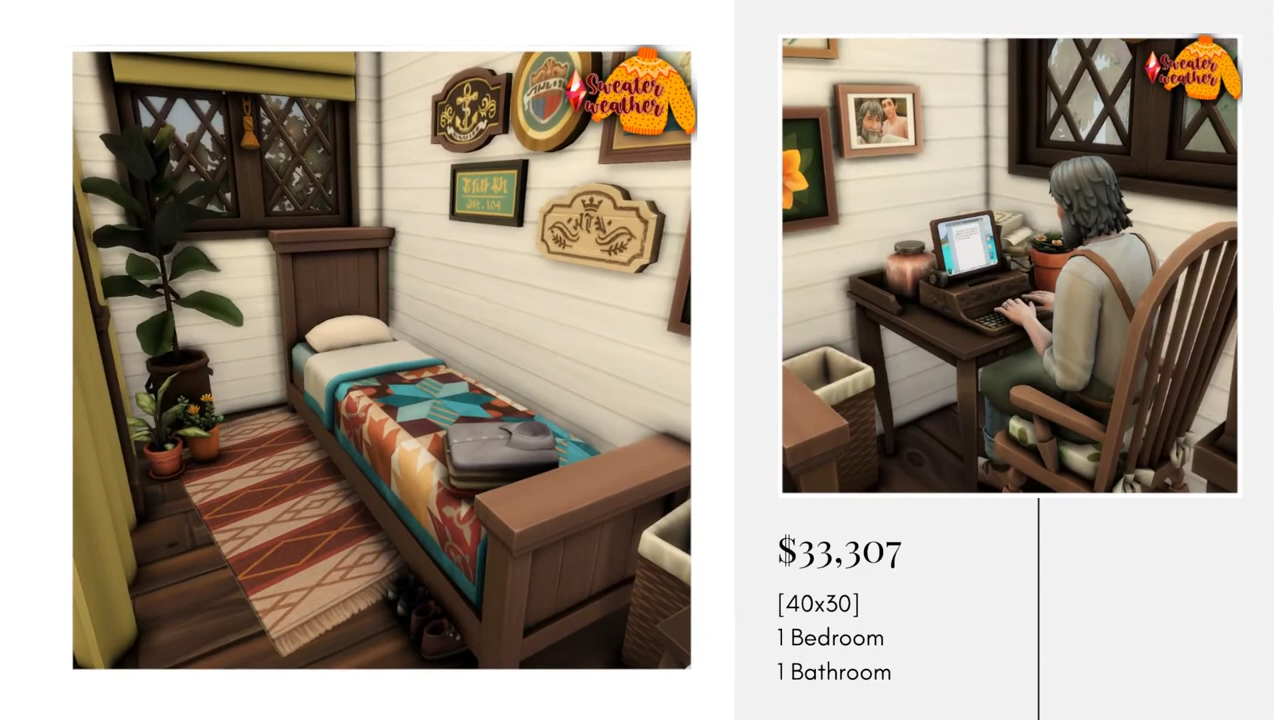 Sweater
weather
Sweater
weather
$33,307
[40x30]
1 Bedroom
1 Bathroom